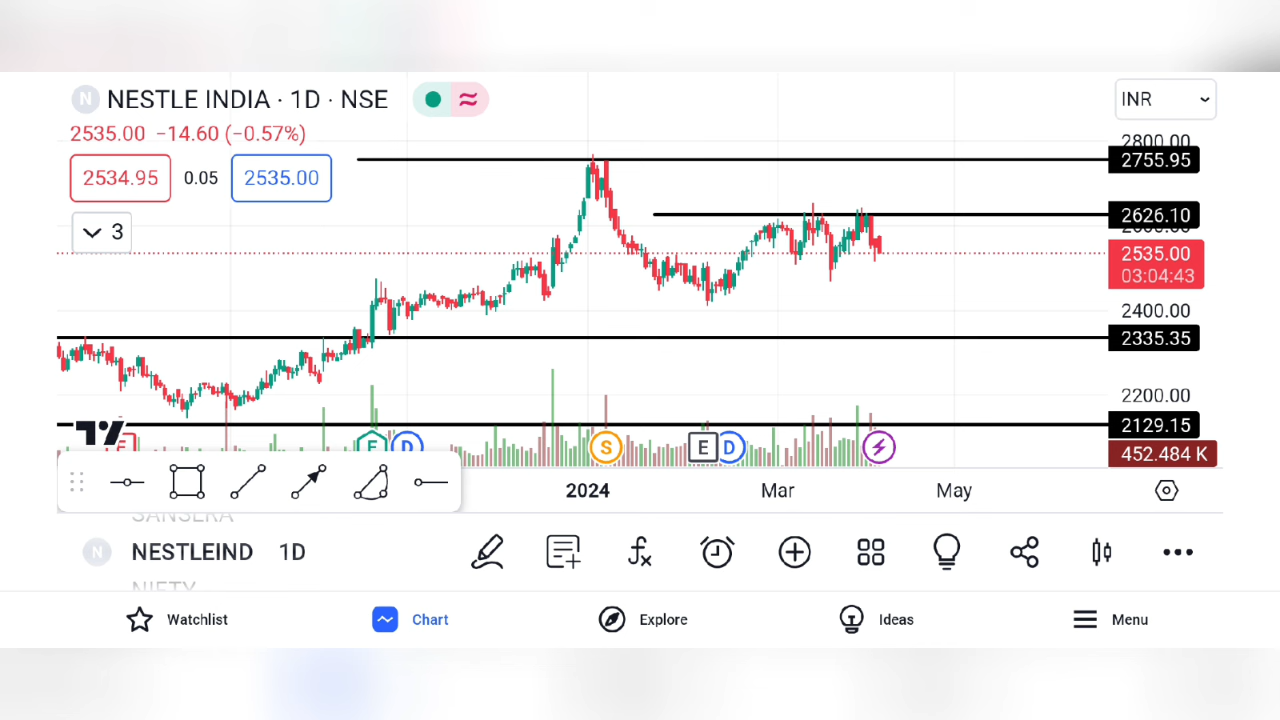 N NESTLE INDIA · 1D · NSE
INR
2535.00 −14.60 (−0.57%)
2534.95 0.05 2535.00
3
2800.00
2755.95
2626.10
2535.00
03:04:43
2400.00
2335.35
2200.00
2129.15
452.484 K
E E D S E D
2024 Mar May
SANSERA
N NESTLEIND 1D
NIFTY
Watchlist Chart Explore Ideas Menu